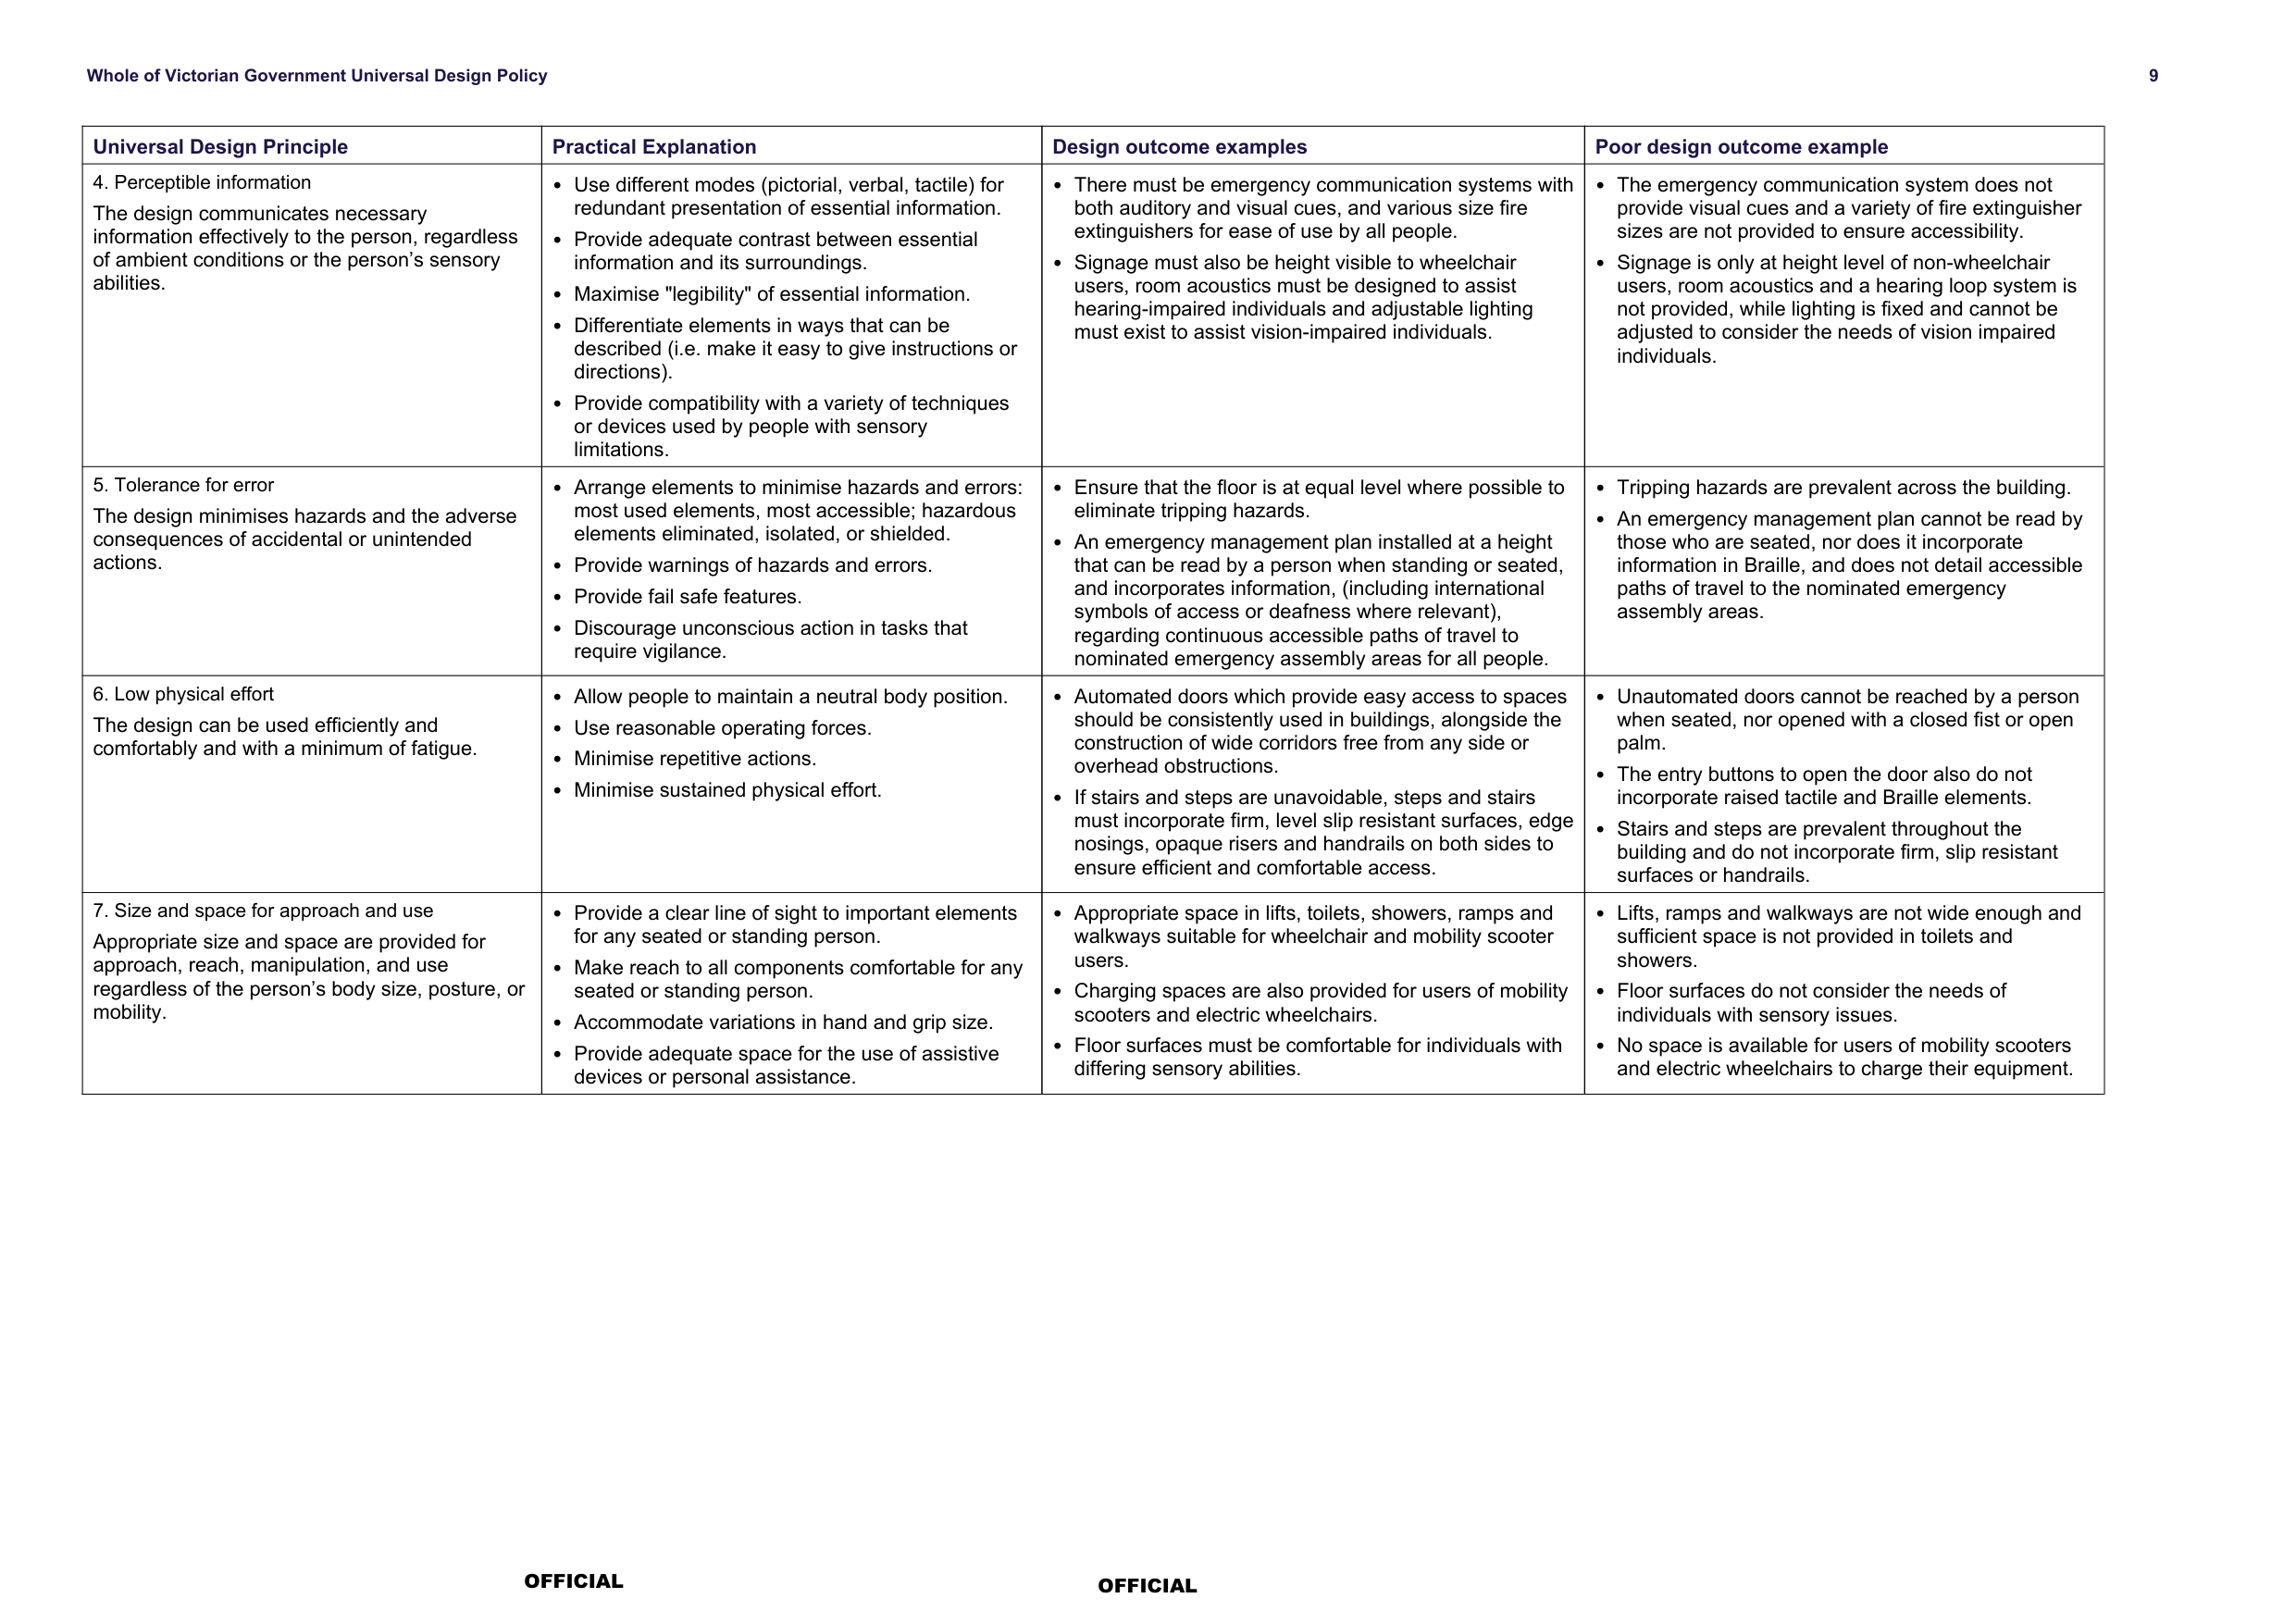 Whole of Victorian Government Universal Design Policy
9
Universal Design Principle
Practical Explanation
Design outcome examples
Poor design outcome example
4. Perceptible information
The design communicates necessary
information effectively to the person, regardless
of ambient conditions or the person’s sensory
abilities.
• Use different modes (pictorial, verbal, tactile) for
redundant presentation of essential information.
• Provide adequate contrast between essential
information and its surroundings.
• Maximise "legibility" of essential information.
• Differentiate elements in ways that can be
described (i.e. make it easy to give instructions or
directions).
• Provide compatibility with a variety of techniques
or devices used by people with sensory
limitations.
• There must be emergency communication systems with
both auditory and visual cues, and various size fire
extinguishers for ease of use by all people.
• Signage must also be height visible to wheelchair
users, room acoustics must be designed to assist
hearing-impaired individuals and adjustable lighting
must exist to assist vision-impaired individuals.
• The emergency communication system does not
provide visual cues and a variety of fire extinguisher
sizes are not provided to ensure accessibility.
• Signage is only at height level of non-wheelchair
users, room acoustics and a hearing loop system is
not provided, while lighting is fixed and cannot be
adjusted to consider the needs of vision impaired
individuals.
5. Tolerance for error
The design minimises hazards and the adverse
consequences of accidental or unintended
actions.
• Arrange elements to minimise hazards and errors:
most used elements, most accessible; hazardous
elements eliminated, isolated, or shielded.
• Provide warnings of hazards and errors.
• Provide fail safe features.
• Discourage unconscious action in tasks that
require vigilance.
• Ensure that the floor is at equal level where possible to
eliminate tripping hazards.
• An emergency management plan installed at a height
that can be read by a person when standing or seated,
and incorporates information, (including international
symbols of access or deafness where relevant),
regarding continuous accessible paths of travel to
nominated emergency assembly areas for all people.
• Tripping hazards are prevalent across the building.
• An emergency management plan cannot be read by
those who are seated, nor does it incorporate
information in Braille, and does not detail accessible
paths of travel to the nominated emergency
assembly areas.
6. Low physical effort
The design can be used efficiently and
comfortably and with a minimum of fatigue.
• Allow people to maintain a neutral body position.
• Use reasonable operating forces.
• Minimise repetitive actions.
• Minimise sustained physical effort.
• Automated doors which provide easy access to spaces
should be consistently used in buildings, alongside the
construction of wide corridors free from any side or
overhead obstructions.
• If stairs and steps are unavoidable, steps and stairs
must incorporate firm, level slip resistant surfaces, edge
nosings, opaque risers and handrails on both sides to
ensure efficient and comfortable access.
• Unautomated doors cannot be reached by a person
when seated, nor opened with a closed fist or open
palm.
• The entry buttons to open the door also do not
incorporate raised tactile and Braille elements.
• Stairs and steps are prevalent throughout the
building and do not incorporate firm, slip resistant
surfaces or handrails.
7. Size and space for approach and use
Appropriate size and space are provided for
approach, reach, manipulation, and use
regardless of the person’s body size, posture, or
mobility.
• Provide a clear line of sight to important elements
for any seated or standing person.
• Make reach to all components comfortable for any
seated or standing person.
• Accommodate variations in hand and grip size.
• Provide adequate space for the use of assistive
devices or personal assistance.
• Appropriate space in lifts, toilets, showers, ramps and
walkways suitable for wheelchair and mobility scooter
users.
• Charging spaces are also provided for users of mobility
scooters and electric wheelchairs.
• Floor surfaces must be comfortable for individuals with
differing sensory abilities.
• Lifts, ramps and walkways are not wide enough and
sufficient space is not provided in toilets and
showers.
• Floor surfaces do not consider the needs of
individuals with sensory issues.
• No space is available for users of mobility scooters
and electric wheelchairs to charge their equipment.
OFFICIAL
OFFICIAL